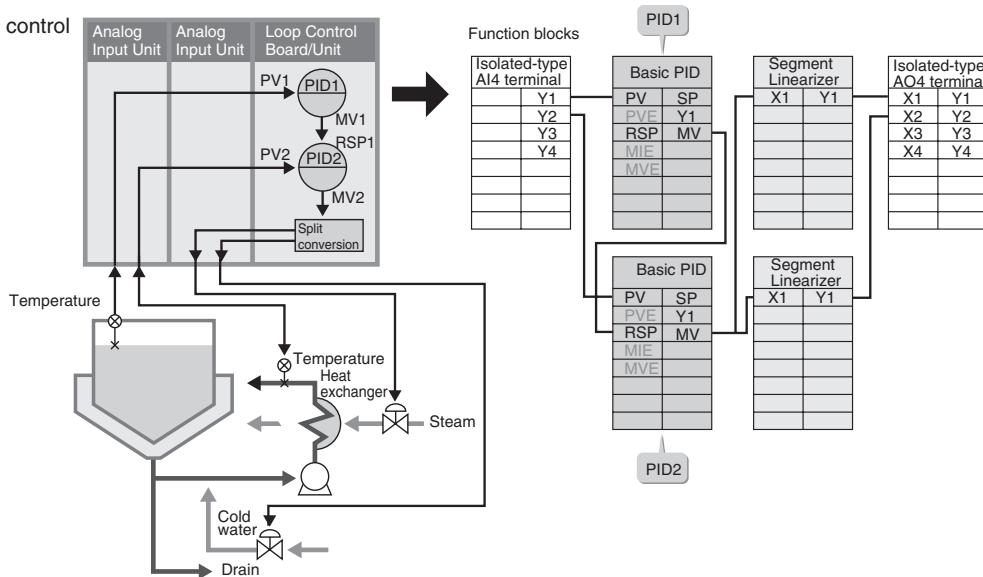 control
Analog
Input Unit
Analog
Input Unit
Loop Control
Board/Unit
PV1
PID1
MV1
RSP1
PV2
PID2
MV2
Split
conversion
Temperature
Temperature
Heat
exchanger
Steam
Cold
water
Drain
Function blocks
PID1
Isolated-type
AI4 terminal
Y1
Y2
Y3
Y4
Basic PID
PV SP
PVE Y1
RSP MV
MIE
MVE
Segment
Linearizer
X1 Y1
Isolated-type
AO4 terminal
X1 Y1
X2 Y2
X3 Y3
X4 Y4
Basic PID
PV SP
PVE Y1
RSP MV
MIE
MVE
Segment
Linearizer
X1 Y1
PID2